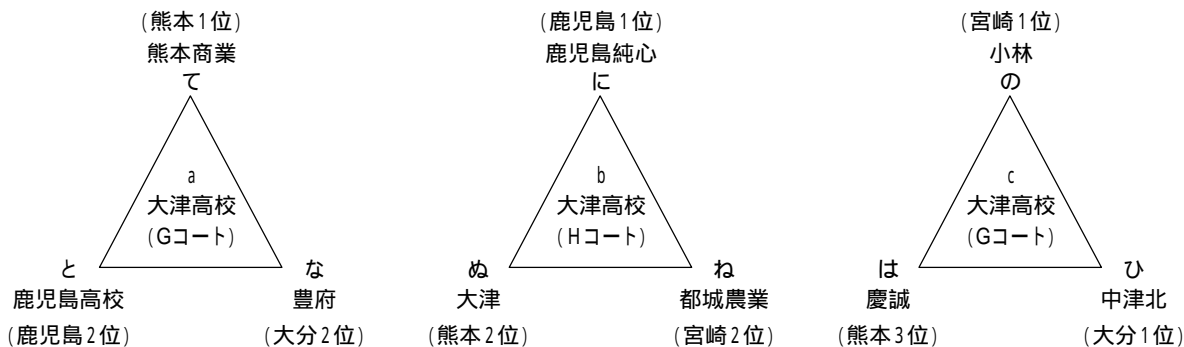 (熊本1位)
熊本商業
て
a
大津高校
(Gコート)
と
鹿児島高校
(鹿児島2位)
な
豊府
(大分2位)
(鹿児島1位)
鹿児島純心
に
b
大津高校
(Hコート)
ぬ
大津
(熊本2位)
ね
都城農業
(宮崎2位)
(宮崎1位)
小林
の
c
大津高校
(Gコート)
は
慶誠
(熊本3位)
ひ
中津北
(大分1位)